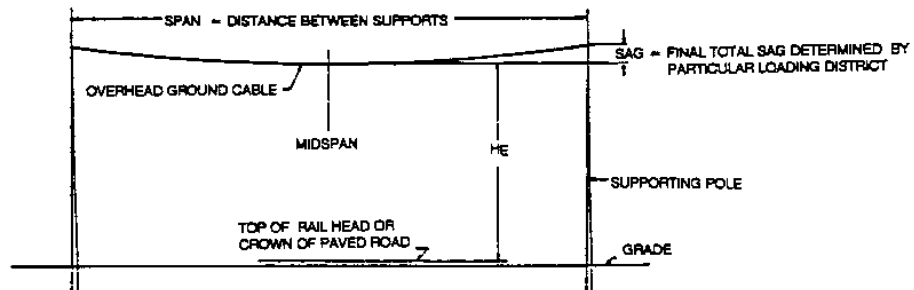 SPAN – DISTANCE BETWEEN SUPPORTS
SAG – FINAL TOTAL SAG DETERMINED BY
PARTICULAR LOADING DISTRICT
OVERHEAD GROUND CABLE
MIDSPAN
HE
SUPPORTING POLE
TOP OF RAIL HEAD OR
CROWN OF PAVED ROAD
GRADE